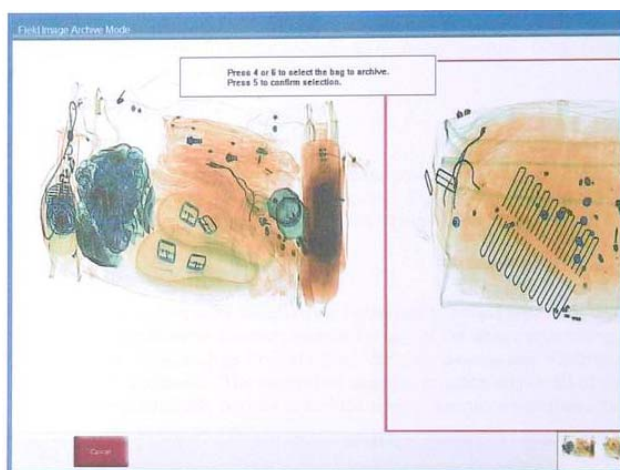 Field Image Archive Mode
Press 4 or 6 to select the bag to archive.
Press 5 to confirm selection.
Cancel